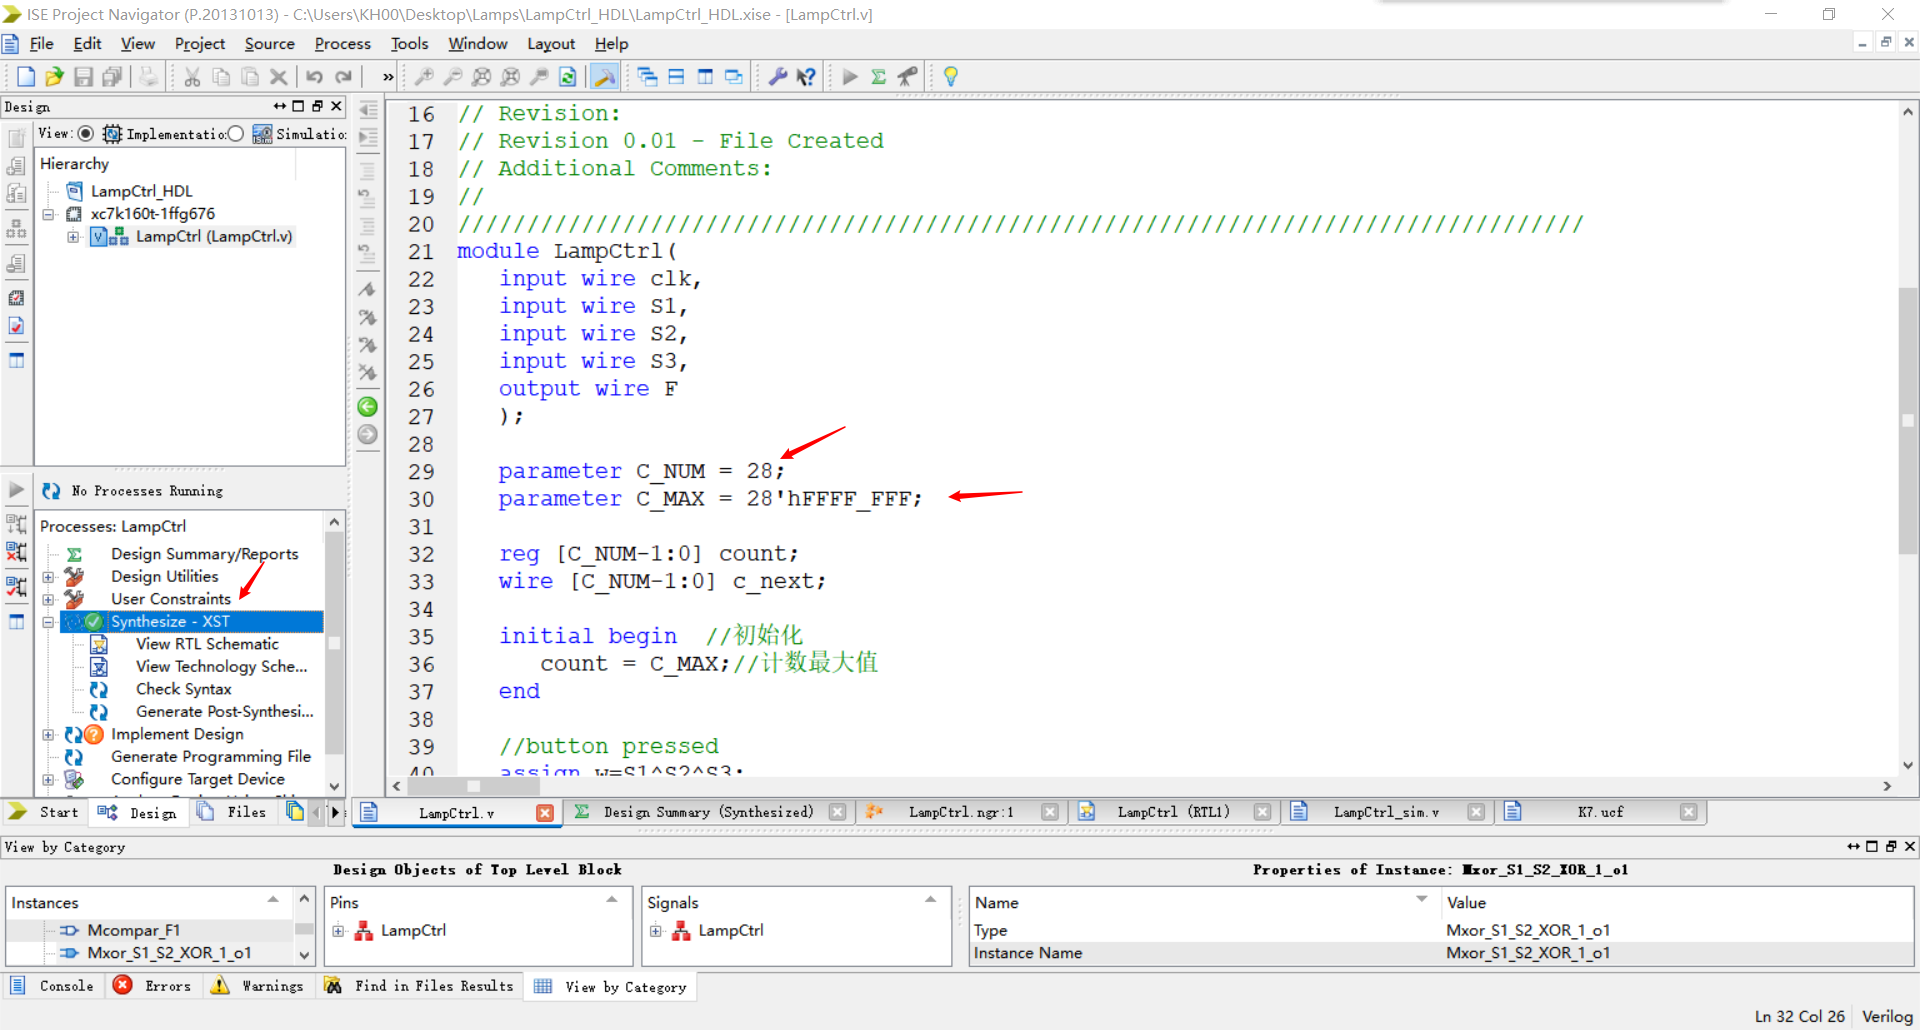 ISE Project Navigator (P.20131013) - C:\Users\KH00\Desktop\Lamps\LampCtrl_HDL\LampCtrl_HDL.xise - [LampCtrl.v]
File Edit View Project Source Process Tools Window Layout Help
Design
View: Implementatio Simulatio
Hierarchy
LampCtrl_HDL
xc7k160t-1ffg676
LampCtrl (LampCtrl.v)
No Processes Running
Processes: LampCtrl
Design Summary/Reports
Design Utilities
User Constraints
Synthesize - XST
View RTL Schematic
View Technology Sche...
Check Syntax
Generate Post-Synthesi...
Implement Design
Generate Programming File
Configure Target Device
Start Design Files
16 // Revision:
17 // Revision 0.01 - File Created
18 // Additional Comments:
19 //
20 //////////////////////////////////////////////////////////////////////////////////
21 module LampCtrl(
22 input wire clk,
23 input wire S1,
24 input wire S2,
25 input wire S3,
26 output wire F
27 );
28
29 parameter C_NUM = 28;
30 parameter C_MAX = 28'hFFFF_FFF;
31
32 reg [C_NUM-1:0] count;
33 wire [C_NUM-1:0] c_next;
34
35 initial begin //初始化
36 count = C_MAX;//计数最大值
37 end
38
39 //button pressed
40 assign w=S1^S2^S3;
LampCtrl.v Design Summary (Synthesized) LampCtrl.ngr:1 LampCtrl (RTL1) LampCtrl_sim.v K7.ucf
View by Category
Design Objects of Top Level Block Properties of Instance: Mxor_S1_S2_XOR_1_o1
Instances Pins Signals Name Value
Mcompar_F1 LampCtrl LampCtrl Type Mxor_S1_S2_XOR_1_o1
Mxor_S1_S2_XOR_1_o1 Instance Name Mxor_S1_S2_XOR_1_o1
Console Errors Warnings Find in Files Results View by Category
Ln 32 Col 26 Verilog